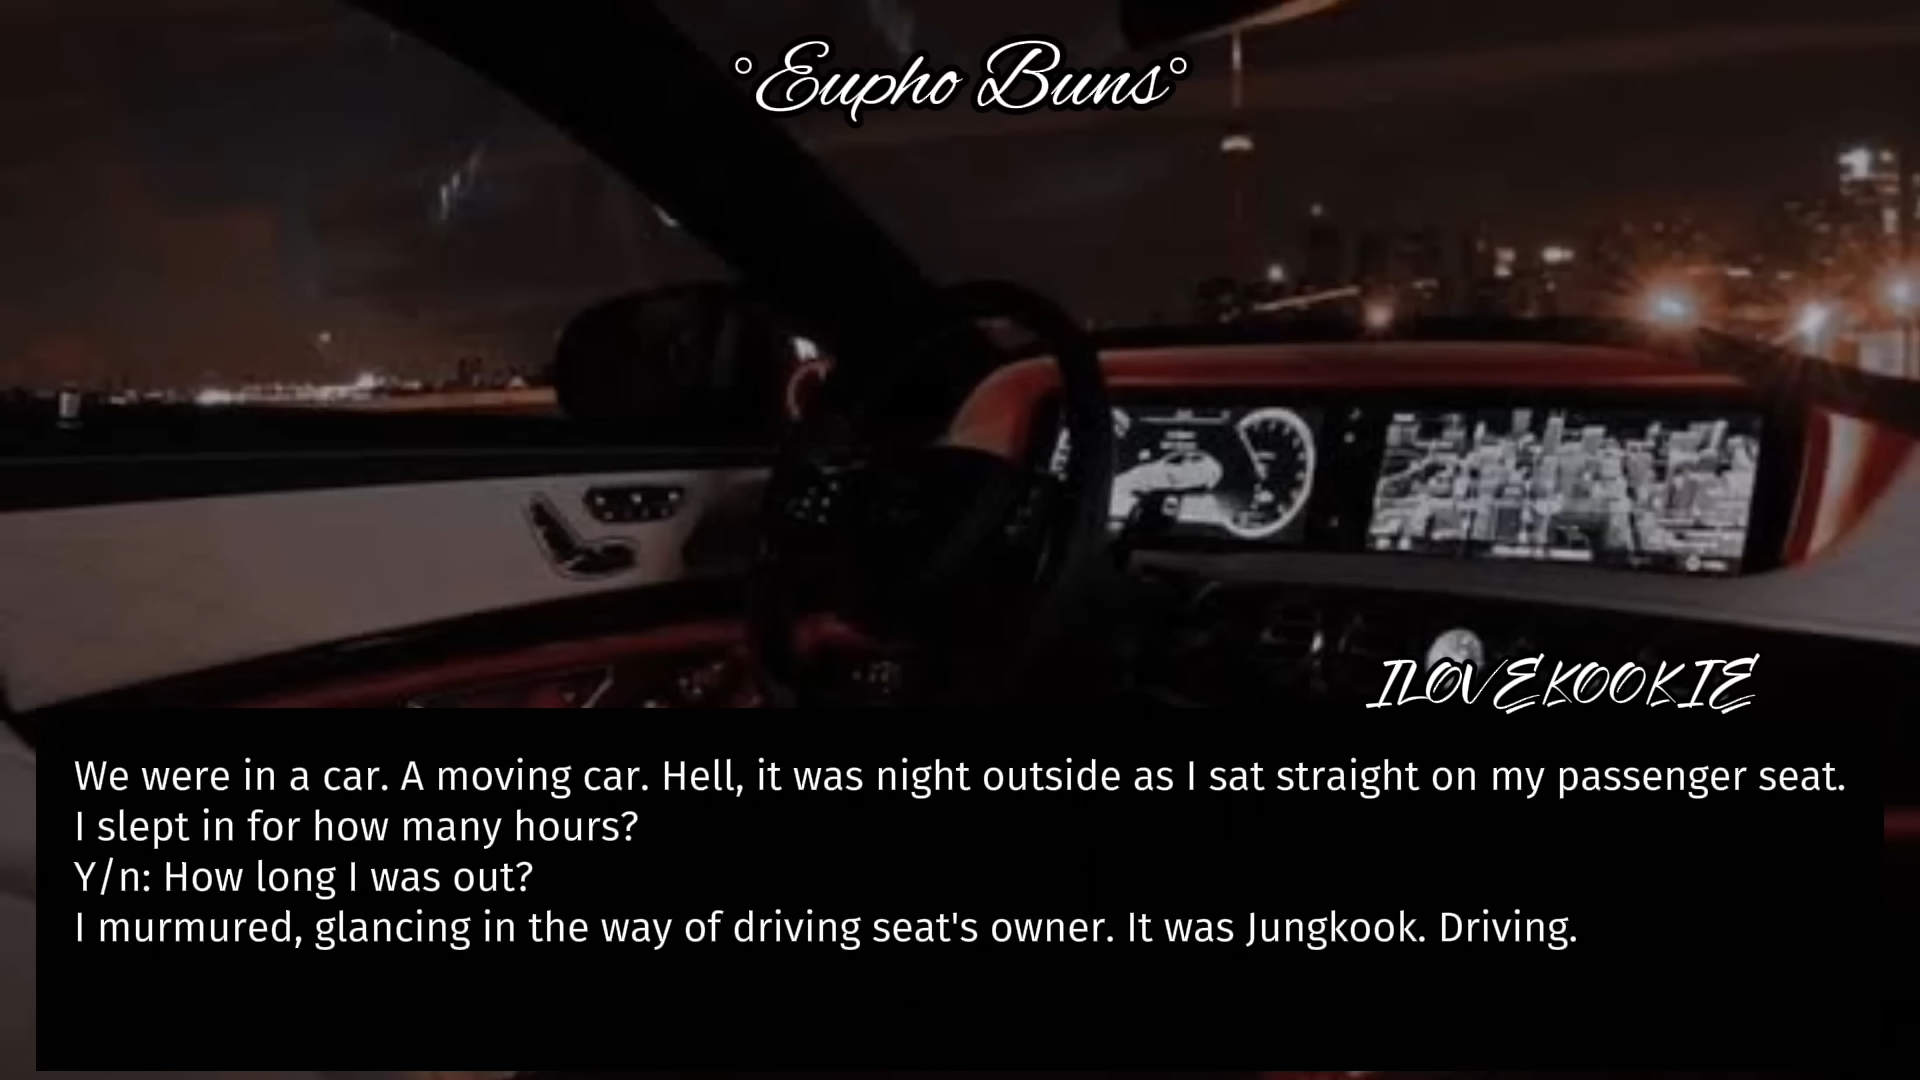 °Eupho Buns°
ILOVEKOOKIE
We were in a car. A moving car. Hell, it was night outside as I sat straight on my passenger seat.
I slept in for how many hours?
Y/n: How long I was out?
I murmured, glancing in the way of driving seat's owner. It was Jungkook. Driving.